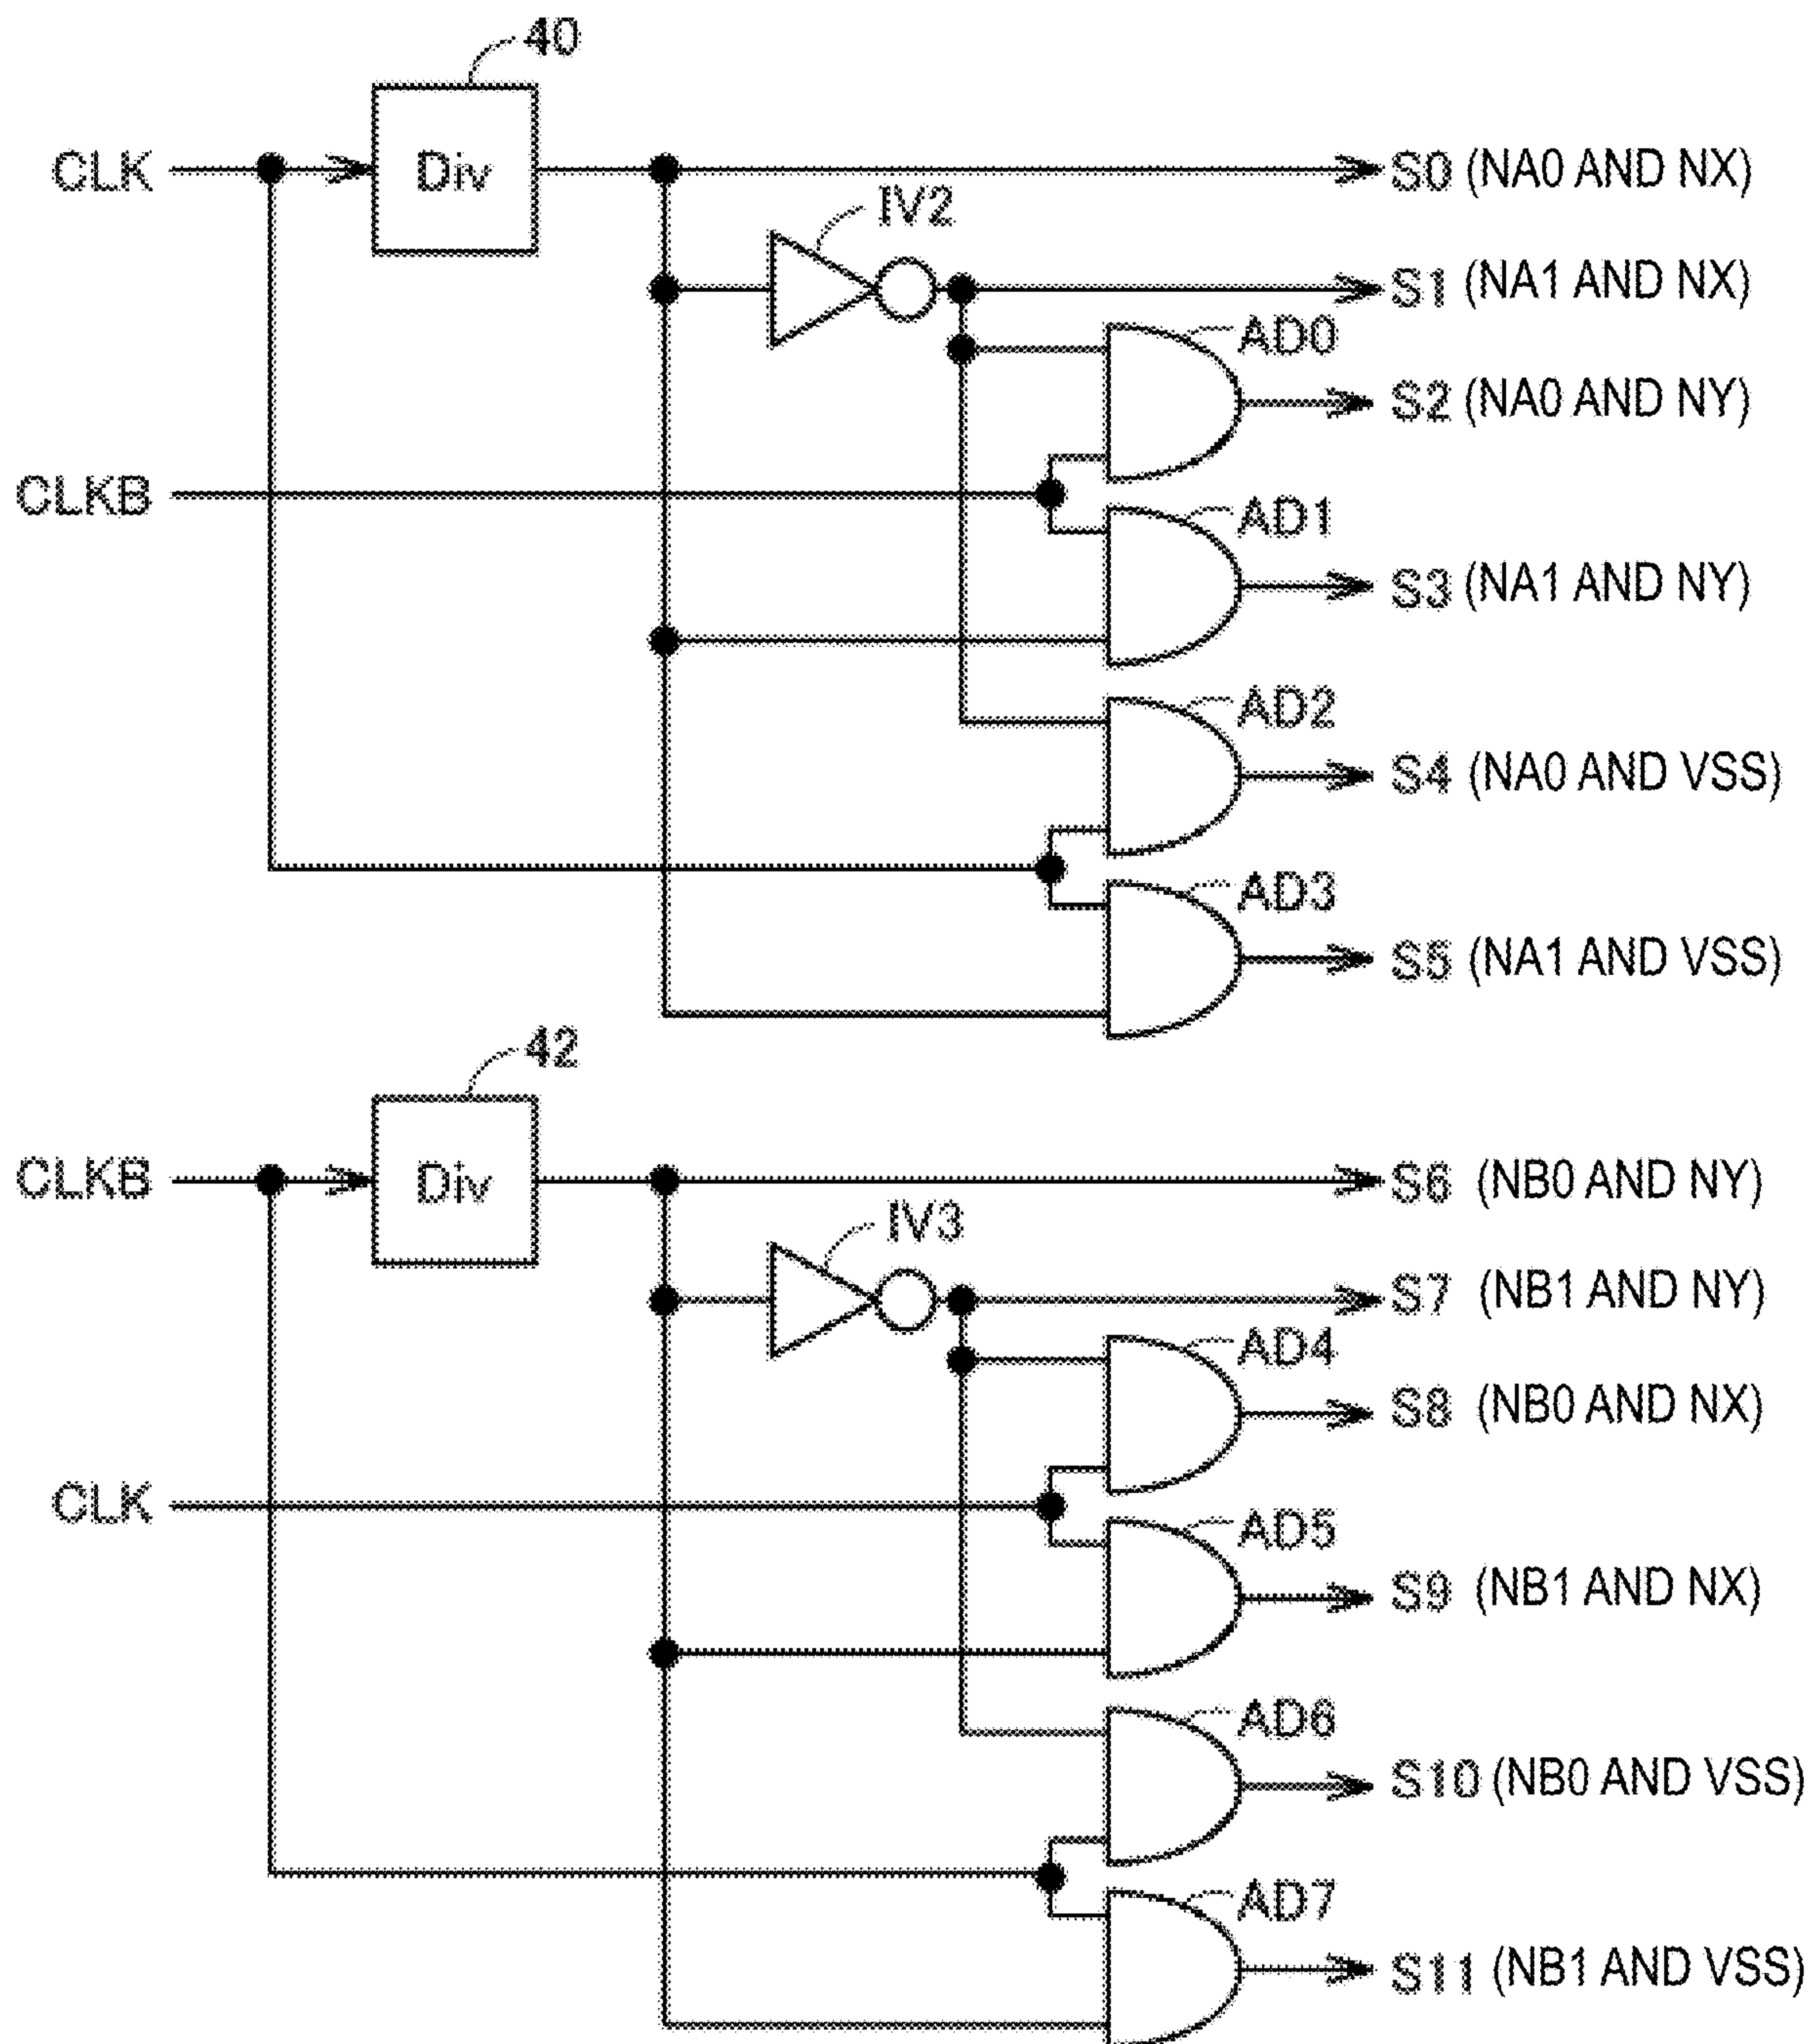 40
CLK
Div
S0 (NA0 AND NX)
IV2
S1 (NA1 AND NX)
AD0
S2 (NA0 AND NY)
CLKB
AD1
S3 (NA1 AND NY)
AD2
S4 (NA0 AND VSS)
AD3
S5 (NA1 AND VSS)
42
CLKB
Div
S6 (NB0 AND NY)
IV3
S7 (NB1 AND NY)
AD4
S8 (NB0 AND NX)
CLK
AD5
S9 (NB1 AND NX)
AD6
S10 (NB0 AND VSS)
AD7
S11 (NB1 AND VSS)